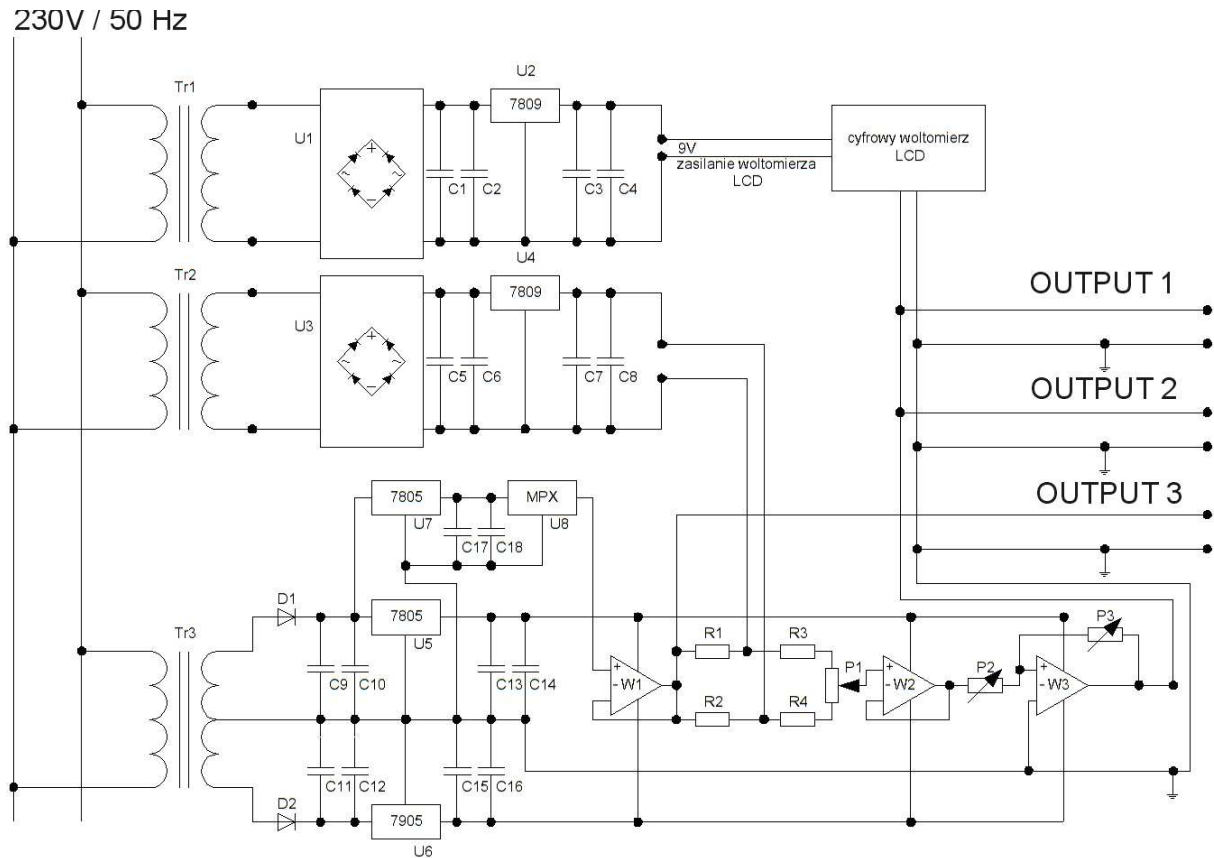 230V / 50 Hz
Tr1
U1
C1
C2
U2
7809
C3
C4
9V
zasilanie woltomierza
LCD
cyfrowy woltomierz
LCD
Tr2
U3
C5
C6
U4
7809
C7
C8
OUTPUT 1
OUTPUT 2
OUTPUT 3
7805
U7
C17
C18
MPX
U8
Tr3
D1
C9
C10
7805
U5
C13
C14
D2
C11
C12
7905
U6
C15
C16
+
-W1
R1
R2
R3
R4
P1
+
-W2
P2
+
-W3
P3